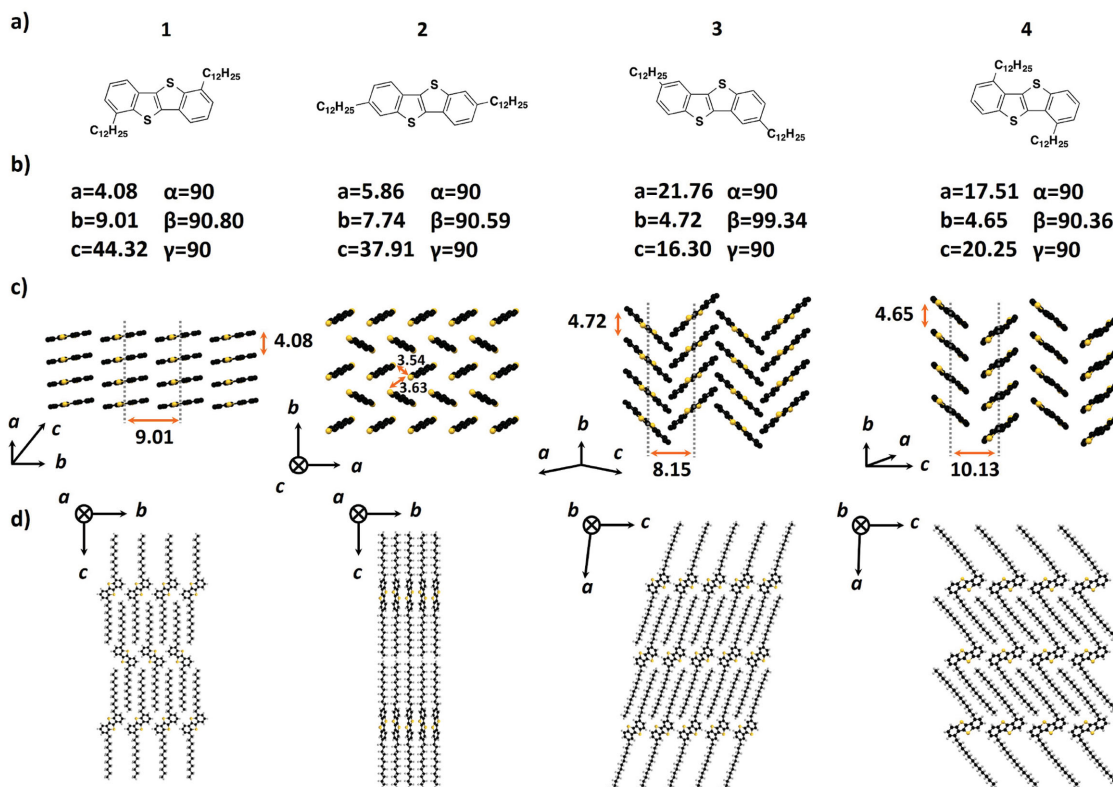 a)
1 2 3 4
C12H25 S S C12H25
C12H25 S S C12H25
C12H25 S S C12H25
C12H25 S S C12H25
b)
a=4.08 α=90
b=9.01 β=90.80
c=44.32 γ=90
a=5.86 α=90
b=7.74 β=90.59
c=37.91 γ=90
a=21.76 α=90
b=4.72 β=99.34
c=16.30 γ=90
a=17.51 α=90
b=4.65 β=90.36
c=20.25 γ=90
c)
4.08
9.01
a c b
3.54
3.63
b c a
4.72
8.15
b a c
4.65
10.13
b a c
d)
a b c
a b c
b c a
b c a